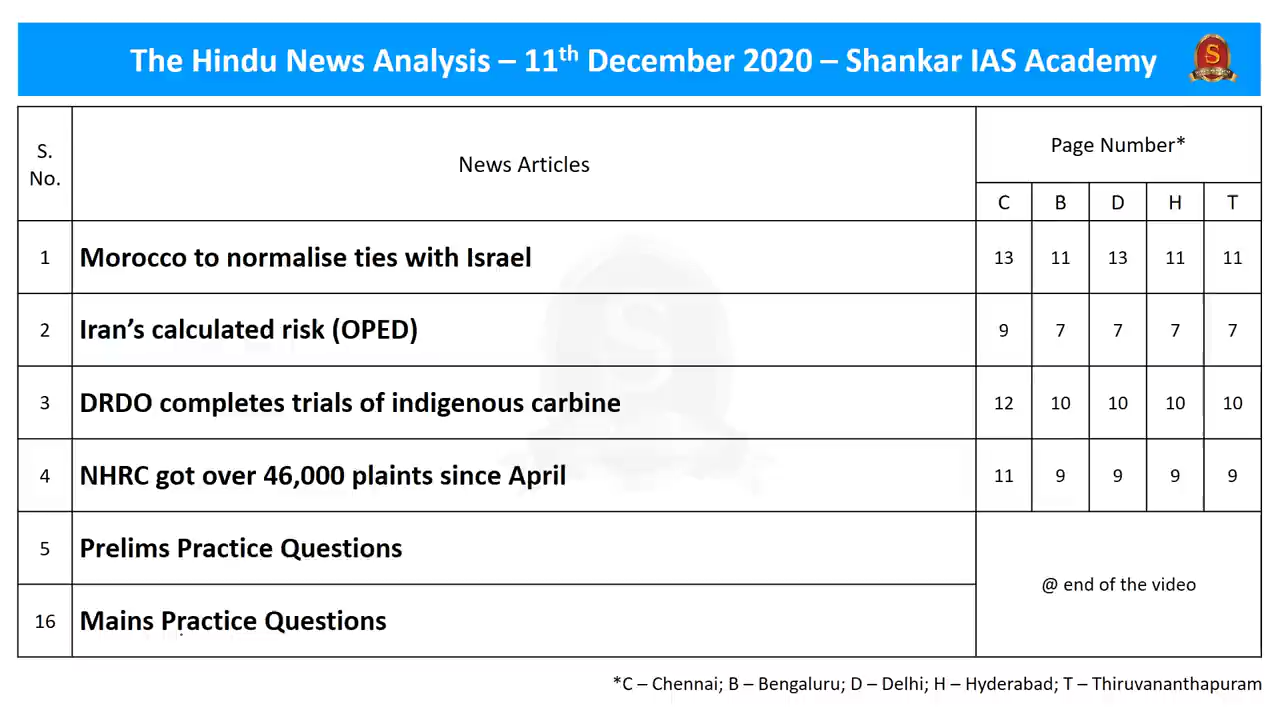 The Hindu News Analysis – 11th December 2020 – Shankar IAS Academy
S
S. No. News Articles Page Number*
C B D H T
1 Morocco to normalise ties with Israel 13 11 13 11 11
2 Iran’s calculated risk (OPED) 9 7 7 7 7
3 DRDO completes trials of indigenous carbine 12 10 10 10 10
4 NHRC got over 46,000 plaints since April 11 9 9 9 9
5 Prelims Practice Questions
@ end of the video
16 Mains Practice Questions
*C – Chennai; B – Bengaluru; D – Delhi; H – Hyderabad; T – Thiruvananthapuram